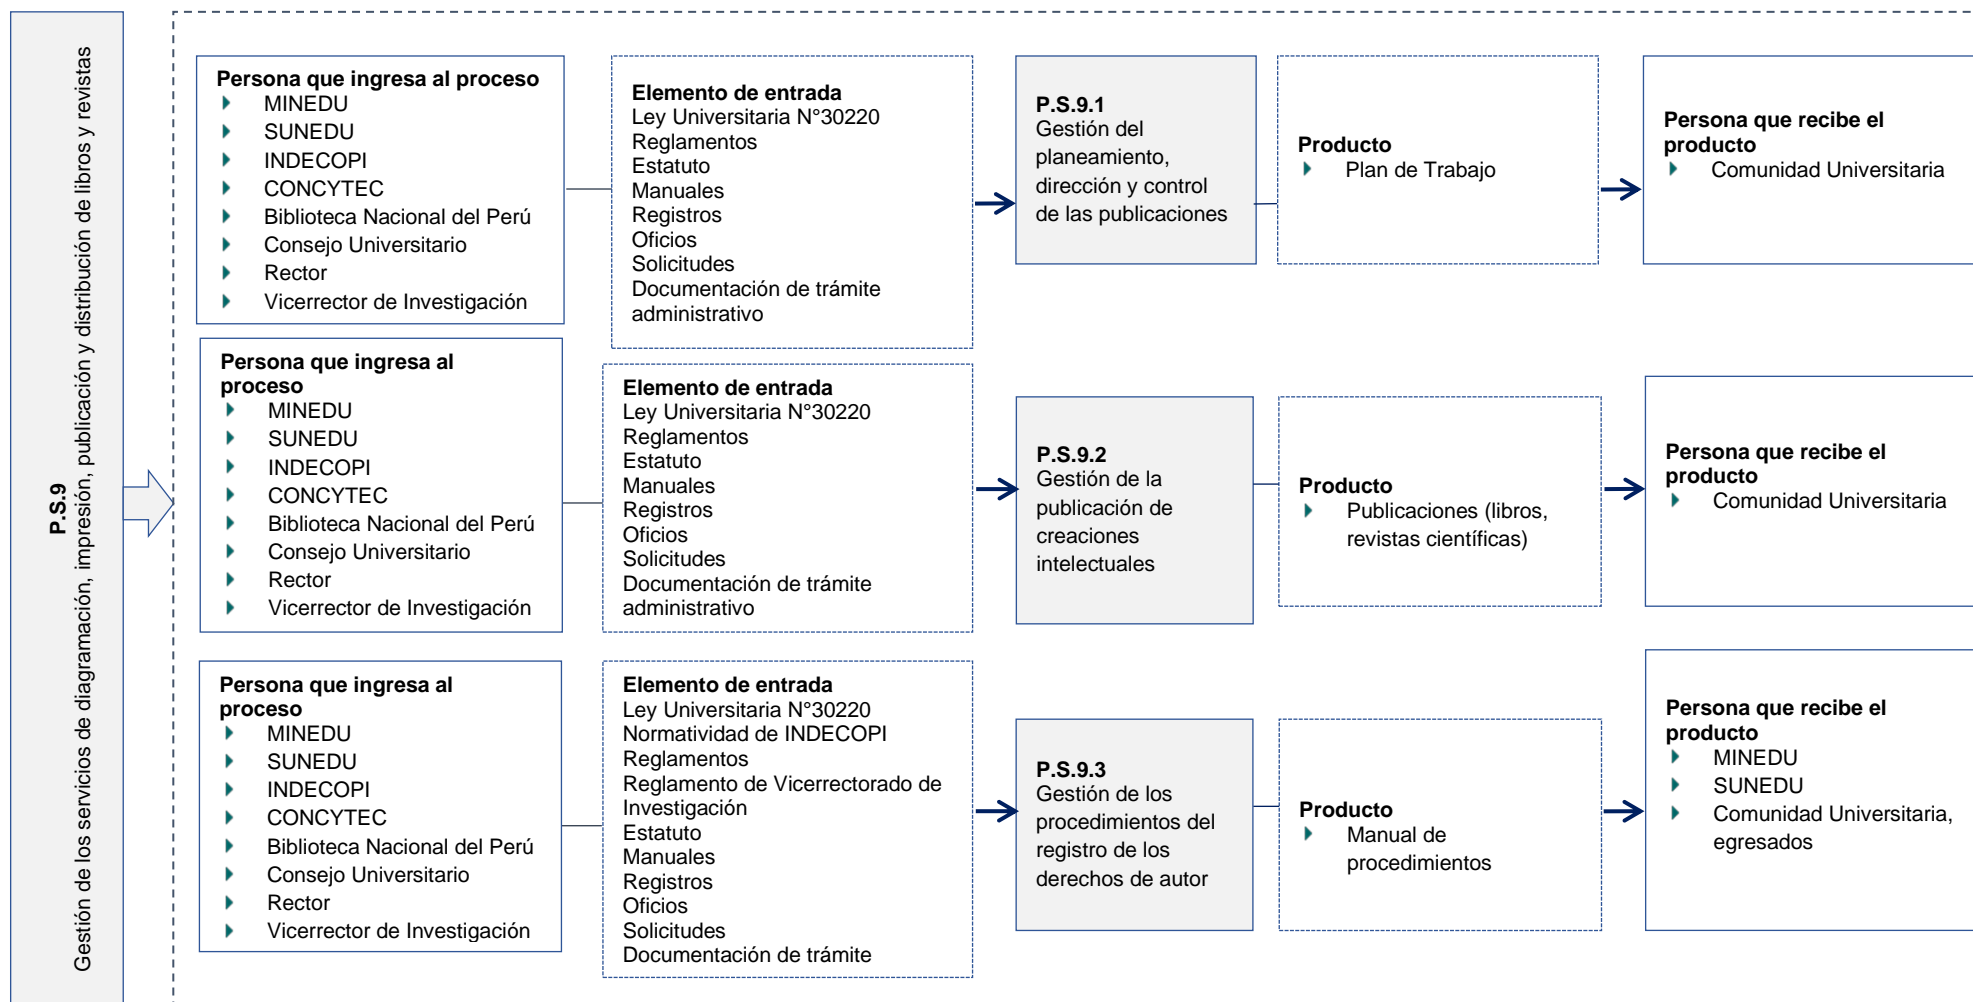 P.S.9
Gestión de los servicios de diagramación, impresión, publicación y distribución de libros y revistas
Persona que ingresa al proceso
MINEDU
SUNEDU
INDECOPI
CONCYTEC
Biblioteca Nacional del Perú
Consejo Universitario
Rector
Vicerrector de Investigación
Elemento de entrada
Ley Universitaria N°30220
Reglamentos
Estatuto
Manuales
Registros
Oficios
Solicitudes
Documentación de trámite
administrativo
P.S.9.1
Gestión del
planeamiento,
dirección y control
de las publicaciones
Producto
Plan de Trabajo
Persona que recibe el
producto
Comunidad Universitaria
Persona que ingresa al
proceso
MINEDU
SUNEDU
INDECOPI
CONCYTEC
Biblioteca Nacional del Perú
Consejo Universitario
Rector
Vicerrector de Investigación
Elemento de entrada
Ley Universitaria N°30220
Reglamentos
Estatuto
Manuales
Registros
Oficios
Solicitudes
Documentación de trámite
administrativo
P.S.9.2
Gestión de la
publicación de
creaciones
intelectuales
Producto
Publicaciones (libros,
revistas científicas)
Persona que recibe el
producto
Comunidad Universitaria
Persona que ingresa al
proceso
MINEDU
SUNEDU
INDECOPI
CONCYTEC
Biblioteca Nacional del Perú
Consejo Universitario
Rector
Vicerrector de Investigación
Elemento de entrada
Ley Universitaria N°30220
Normatividad de INDECOPI
Reglamentos
Reglamento de Vicerrectorado de
Investigación
Estatuto
Manuales
Registros
Oficios
Solicitudes
Documentación de trámite
P.S.9.3
Gestión de los
procedimientos del
registro de los
derechos de autor
Producto
Manual de
procedimientos
Persona que recibe el
producto
MINEDU
SUNEDU
Comunidad Universitaria,
egresados